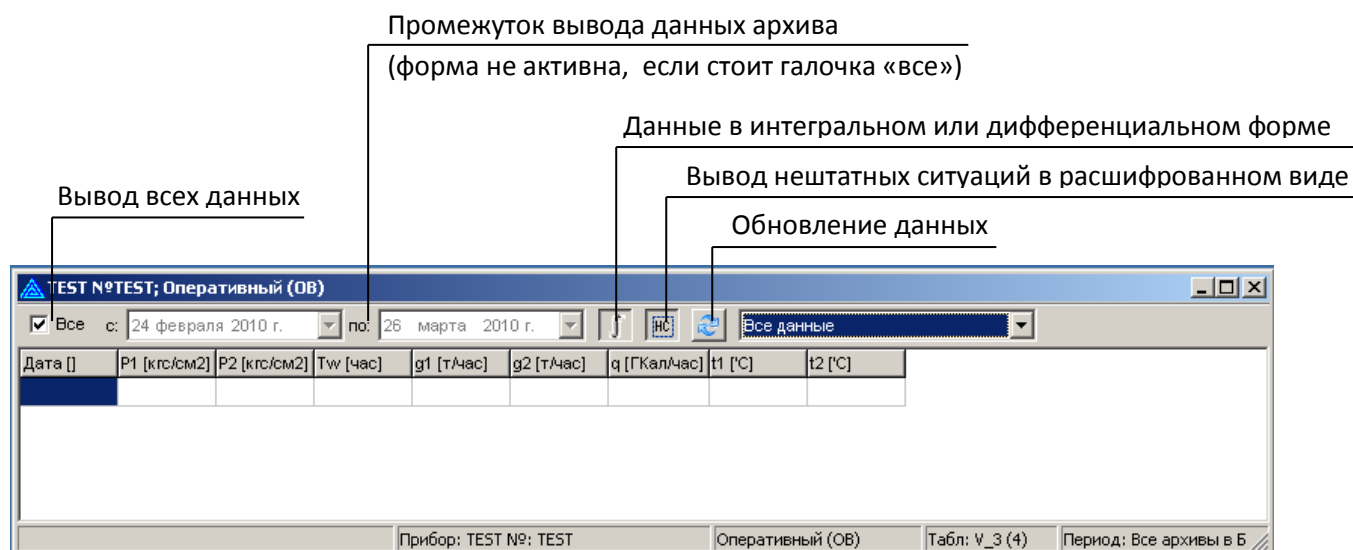 Промежуток вывода данных архива
(форма не активна, если стоит галочка «все»)
Данные в интегральном или дифференциальном форме
Вывод нештатных ситуаций в расшифрованном виде
Вывод всех данных
Обновление данных
TEST №TEST; Оперативный (ОВ)
Все с: 24 февраля 2010 г. по: 26 марта 2010 г. ∫ НС Все данные
Дата [] P1 [кгс/см2] P2 [кгс/см2] Tw [час] g1 [т/час] g2 [т/час] q [ГКал/час] t1 ['C] t2 ['C]
Прибор: TEST №: TEST Оперативный (ОВ) Табл: V_3 (4) Период: Все архивы в Б